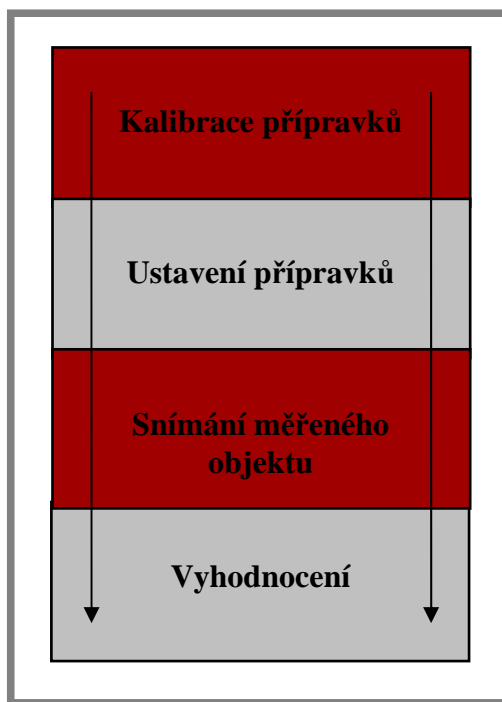 Kalibrace přípravků
Ustavení přípravků
Snímání měřeného
objektu
Vyhodnocení